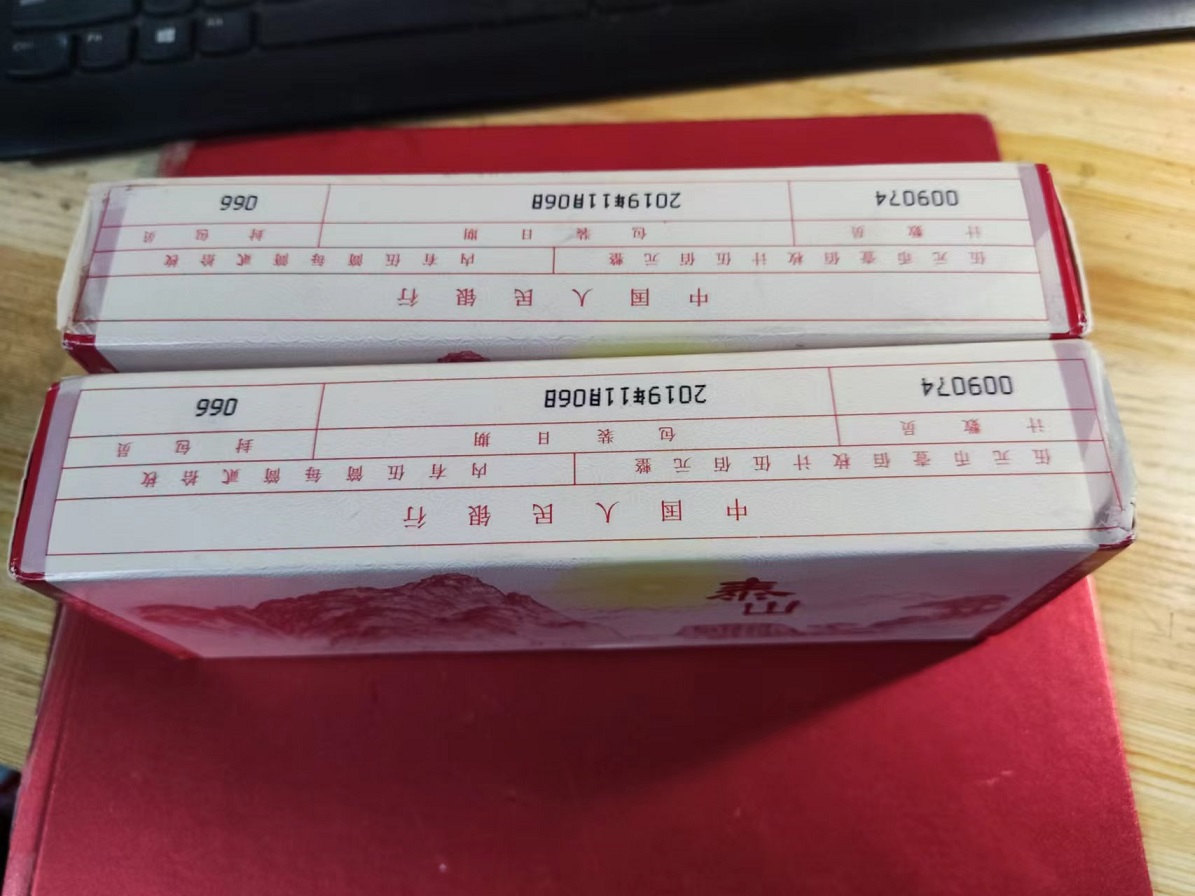 泰山
中国人民银行
伍元币壹佰枚计伍佰元整 内有伍筒每筒贰拾枚
计数员 包装日期 封包员
009074 2019年11月06日 066
中国人民银行
伍元币壹佰枚计伍佰元整 内有伍筒每筒贰拾枚
计数员 包装日期 封包员
009074 2019年11月06日 066